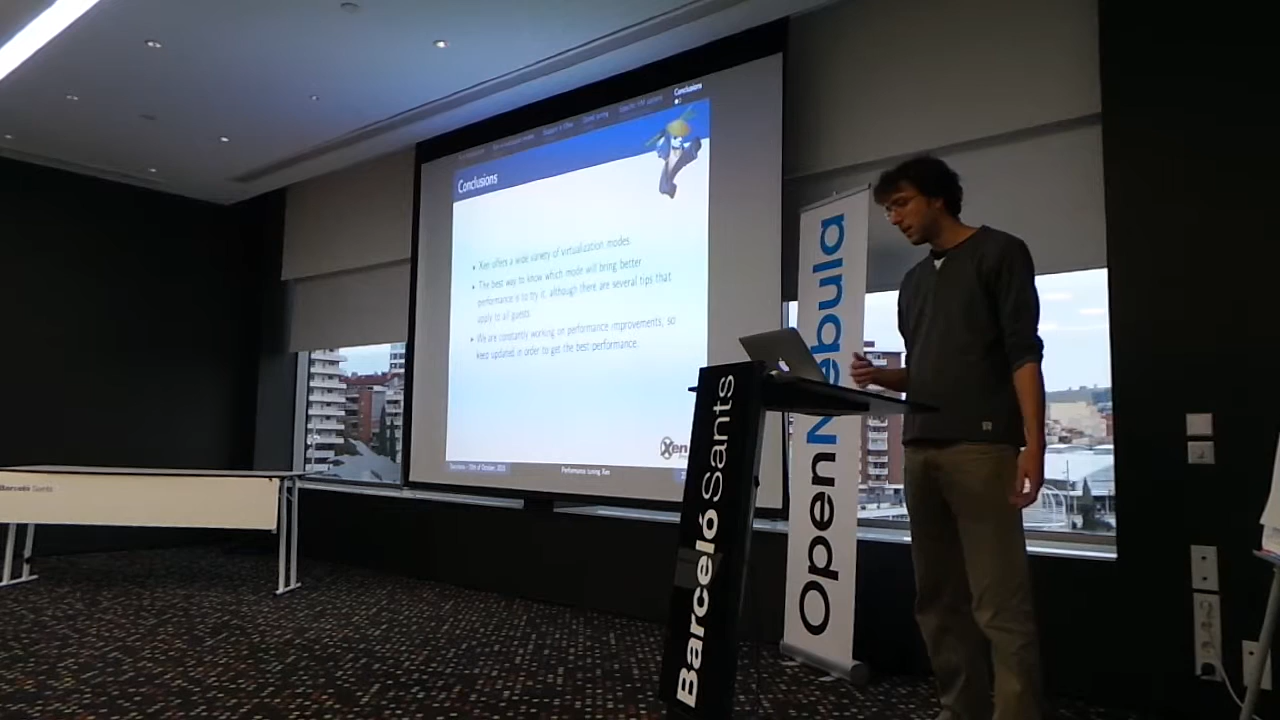 Conclusions
Conclusions
Xen offers a wide variety of virtualization modes.
The best way to know which mode will bring better
performance is to try it, although there are several tips that
apply to all guests.
We are constantly working on performance improvements, so
keep updated in order to get the best performance.
Xen
Performance tuning Xen
OpenNebula
Barceló Sants
Barceló Sants